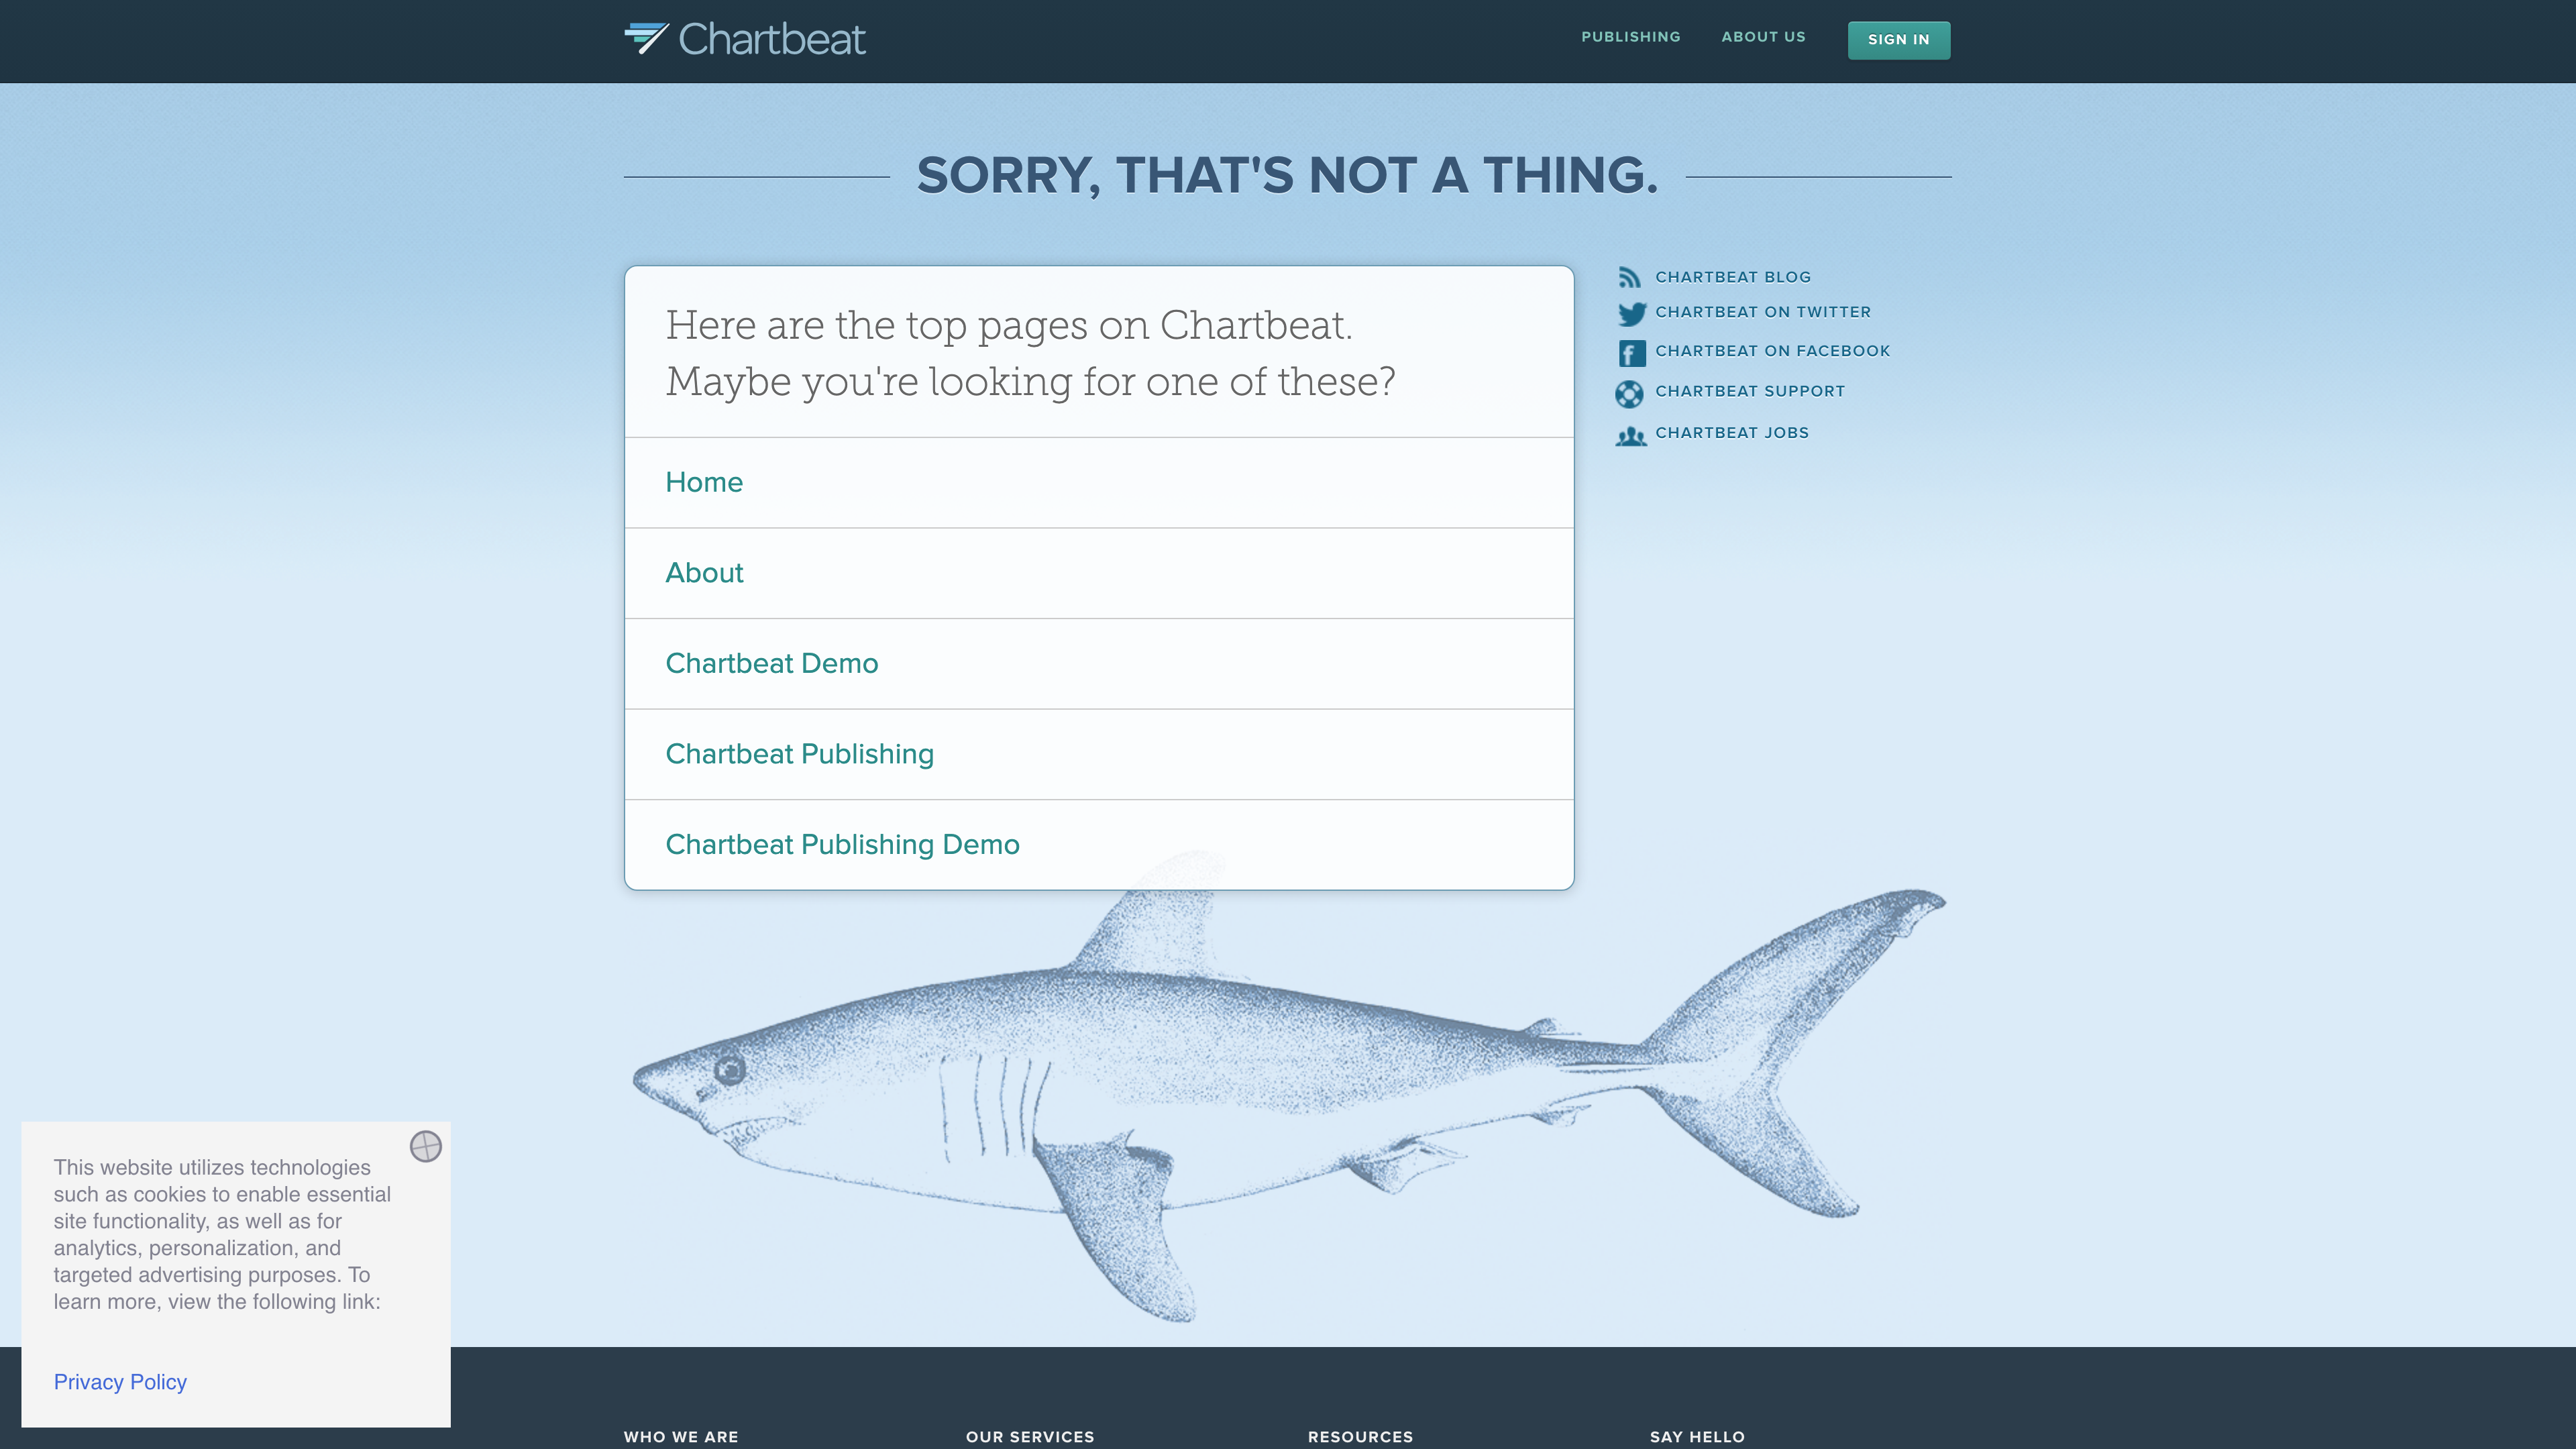 Chartbeat
PUBLISHING
ABOUT US
SIGN IN
SORRY, THAT'S NOT A THING.
Here are the top pages on Chartbeat.
Maybe you're looking for one of these?
Home
About
Chartbeat Demo
Chartbeat Publishing
Chartbeat Publishing Demo
CHARTBEAT BLOG
CHARTBEAT ON TWITTER
CHARTBEAT ON FACEBOOK
CHARTBEAT SUPPORT
CHARTBEAT JOBS
This website utilizes technologies
such as cookies to enable essential
site functionality, as well as for
analytics, personalization, and
targeted advertising purposes. To
learn more, view the following link:
Privacy Policy
WHO WE ARE
OUR SERVICES
RESOURCES
SAY HELLO